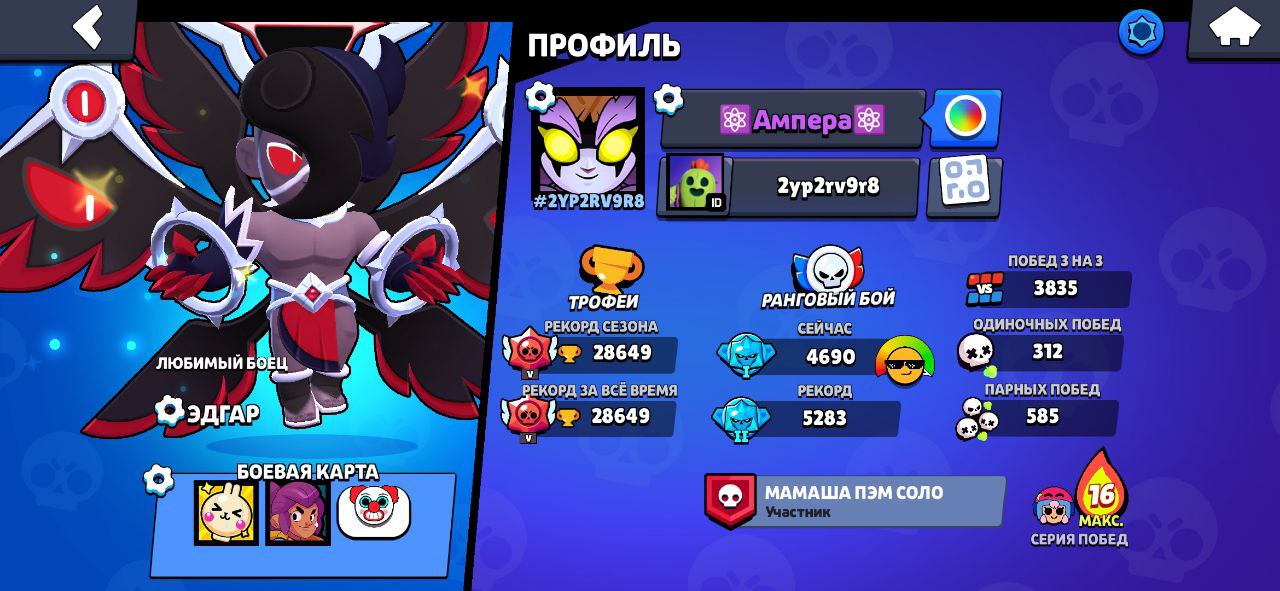 ПРОФИЛЬ
⚛Ампера⚛
#2YP2RV9R8
ID
2yp2rv9r8
ТРОФЕИ
РЕКОРД СЕЗОНА
28649
V
РЕКОРД ЗА ВСЁ ВРЕМЯ
28649
V
РАНГОВЫЙ БОЙ
СЕЙЧАС
4690
I
РЕКОРД
5283
II
ПОБЕД 3 НА 3
VS
3835
ОДИНОЧНЫХ ПОБЕД
312
ПАРНЫХ ПОБЕД
585
ЛЮБИМЫЙ БОЕЦ
ЭДГАР
БОЕВАЯ КАРТА
МАМАША ПЭМ СОЛО
Участник
16
МАКС.
СЕРИЯ ПОБЕД